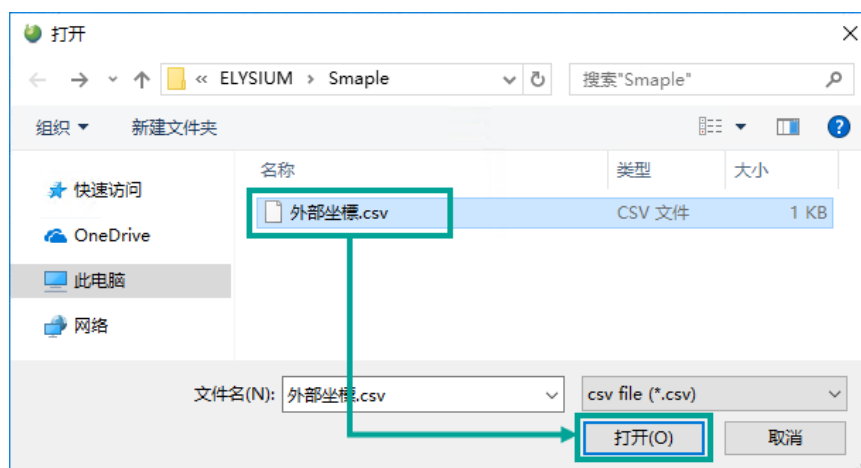 打开
« ELYSIUM > Smaple
搜索"Smaple"
组织 新建文件夹
名称 类型 大小
快速访问
外部坐標.csv CSV 文件 1 KB
OneDrive
此电脑
网络
文件名(N): 外部坐標.csv csv file (*.csv)
打开(O) 取消